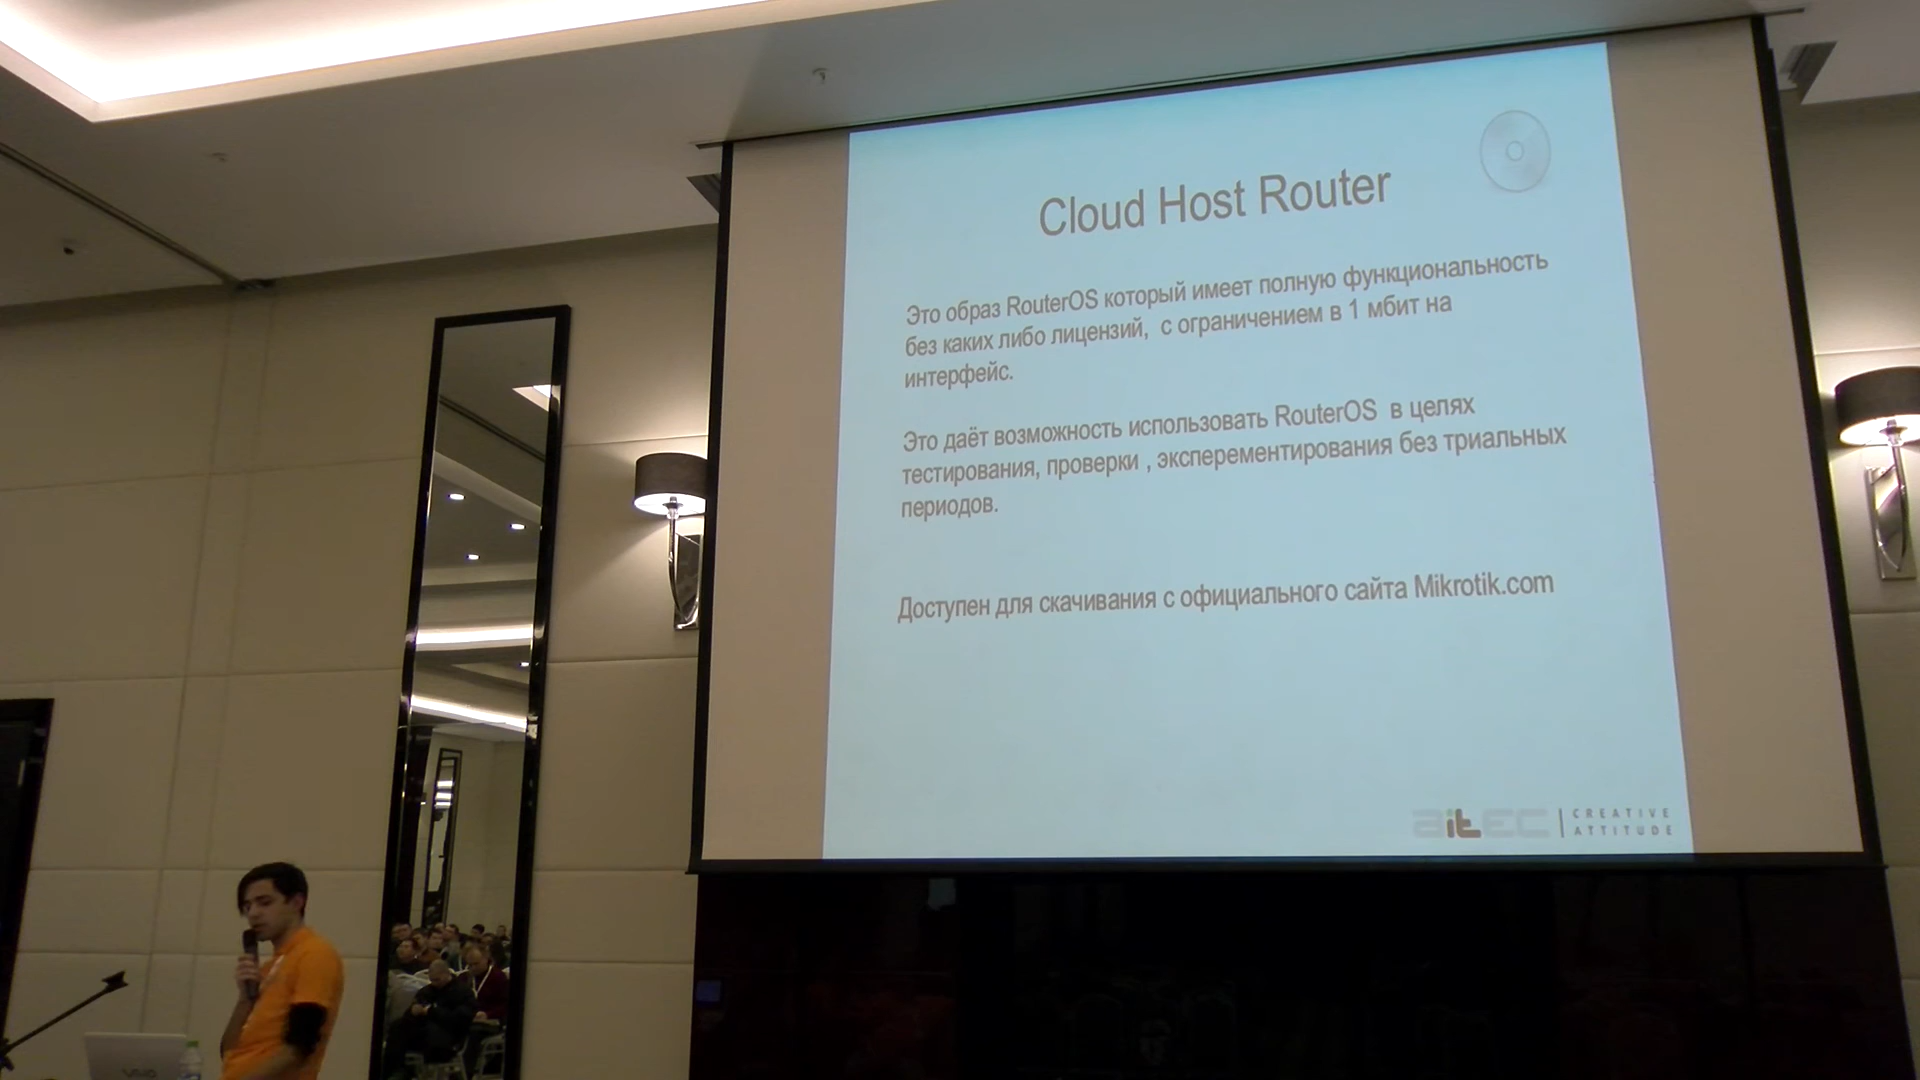 Cloud Host Router
Это образ RouterOS который имеет полную функциональность
без каких либо лицензий, с ограничением в 1 мбит на
интерфейс.
Это даёт возможность использовать RouterOS в целях
тестирования, проверки , эксперементирования без триальных
периодов.
Доступен для скачивания с официального сайта Mikrotik.com
aitec | CREATIVE
ATTITUDE
VAIO